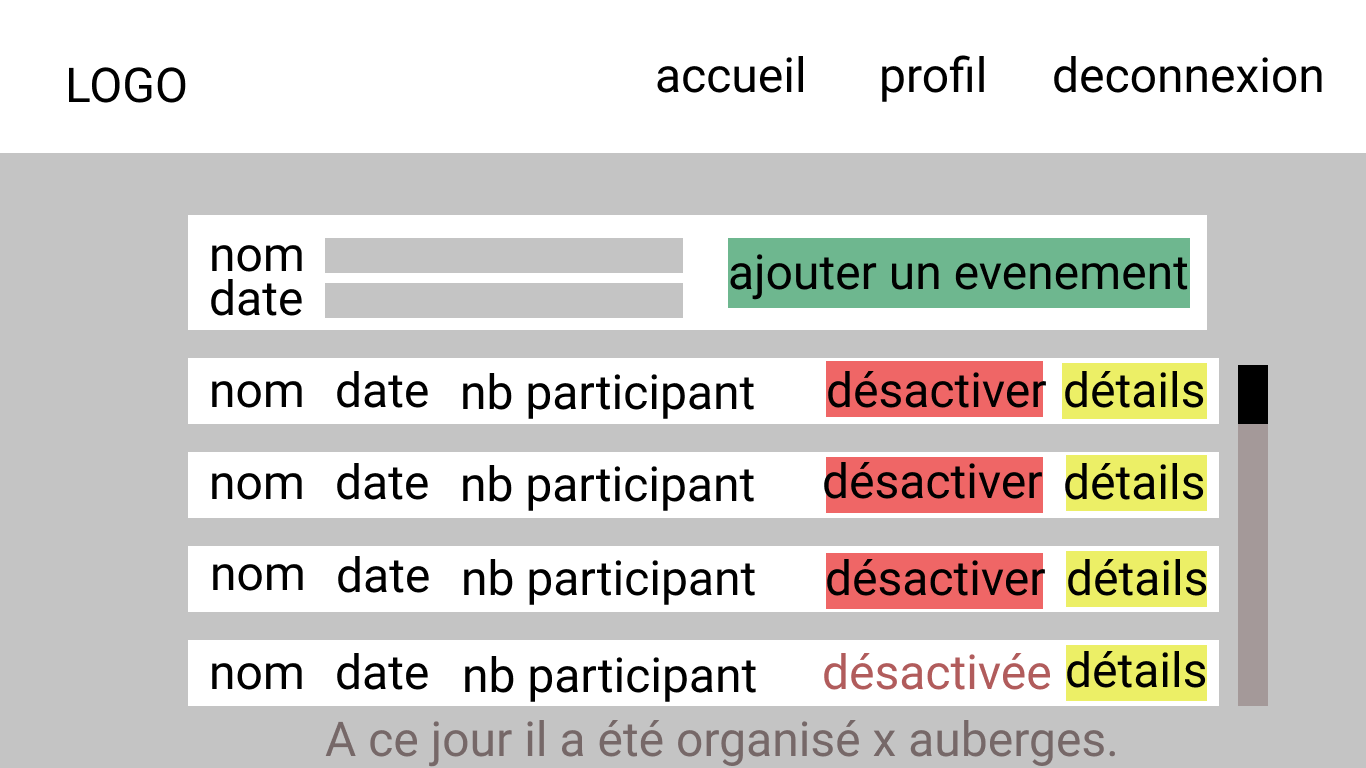 LOGO accueil profil deconnexion
nom
date
ajouter un evenement
nom date nb participant désactiver détails
nom date nb participant désactiver détails
nom date nb participant désactiver détails
nom date nb participant désactivée détails
A ce jour il a été organisé x auberges.